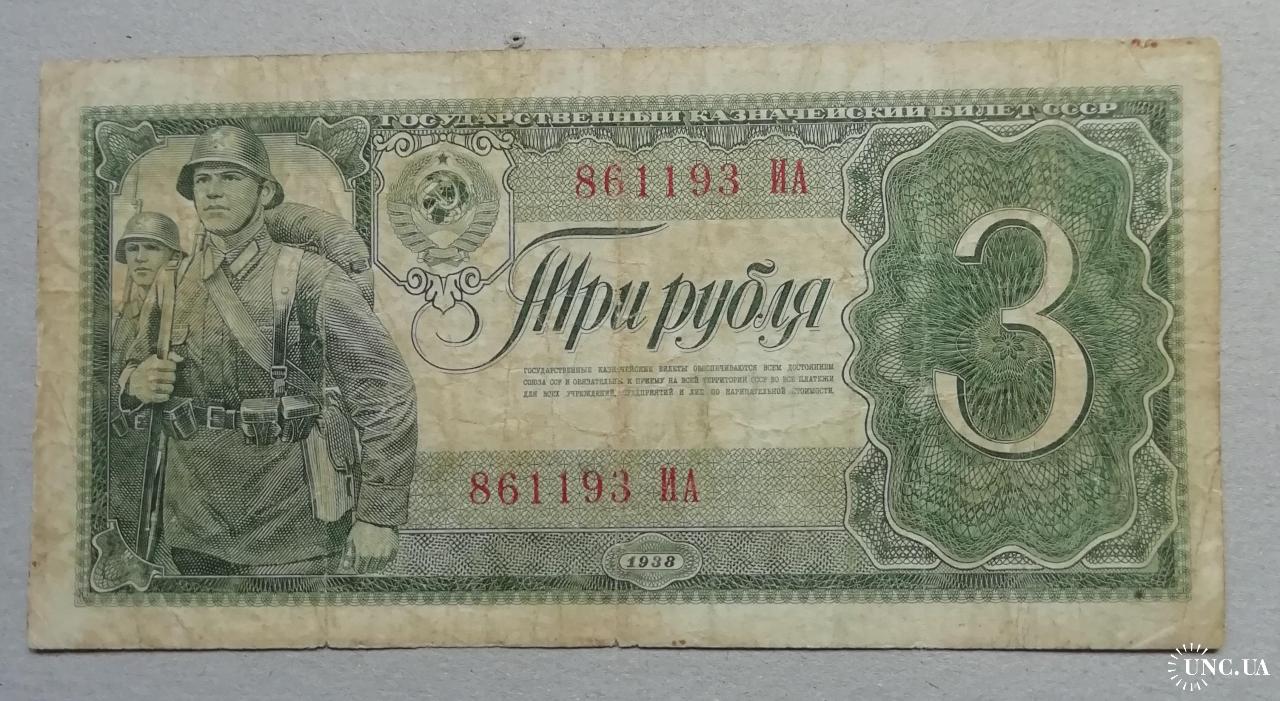 ГОСУДАРСТВЕННЫЙ КАЗНАЧЕЙСКИЙ БИЛЕТ СССР
861193 ИА
Три рубля
3
ГОСУДАРСТВЕННЫЕ КАЗНАЧЕЙСКИЕ БИЛЕТЫ ОБЕСПЕЧИВАЮТСЯ ВСЕМ ДОСТОЯНИЕМ
СОЮЗА ССР И ОБЯЗАТЕЛЬНЫ К ПРИЕМУ НА ВСЕЙ ТЕРРИТОРИИ СССР ВО ВСЕ ПЛАТЕЖИ
ДЛЯ ВСЕХ УЧРЕЖДЕНИЙ, ПРЕДПРИЯТИЙ И ЛИЦ ПО НАРИЦАТЕЛЬНОЙ СТОИМОСТИ.
861193 ИА
1938
UNC.UA